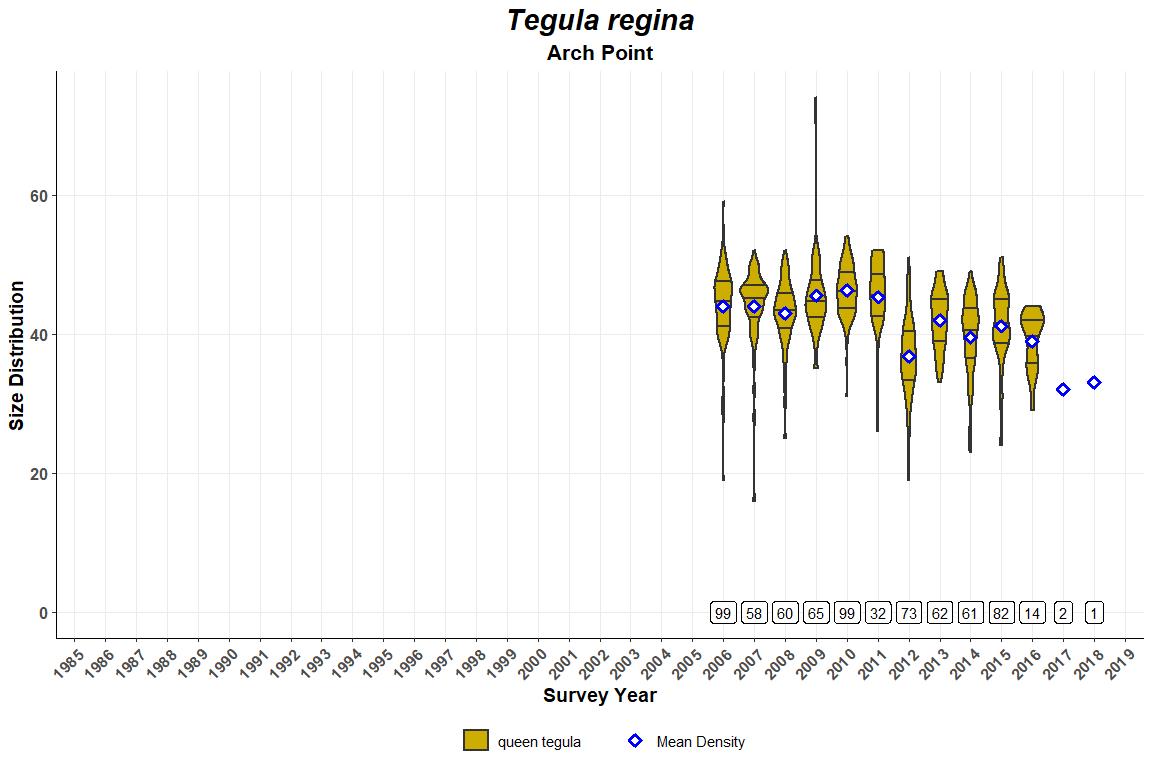 Tegula regina
Arch Point
Size Distribution
60
40
20
0
99 58 60 65 99 32 73 62 61 82 14 2 1
1985 1986 1987 1988 1989 1990 1991 1992 1993 1994 1995 1996 1997 1998 1999 2000 2001 2002 2003 2004 2005 2006 2007 2008 2009 2010 2011 2012 2013 2014 2015 2016 2017 2018 2019
Survey Year
queen tegula Mean Density